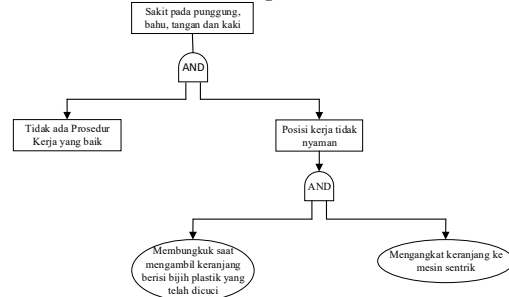 Sakit pada punggung,
bahu, tangan dan kaki
AND
Tidak ada Prosedur
Kerja yang baik
Posisi kerja tidak
nyaman
AND
Membungkuk saat
mengambil keranjang
berisi bijih plastik yang
telah dicuci
Mengangkat keranjang ke
mesin sentrik